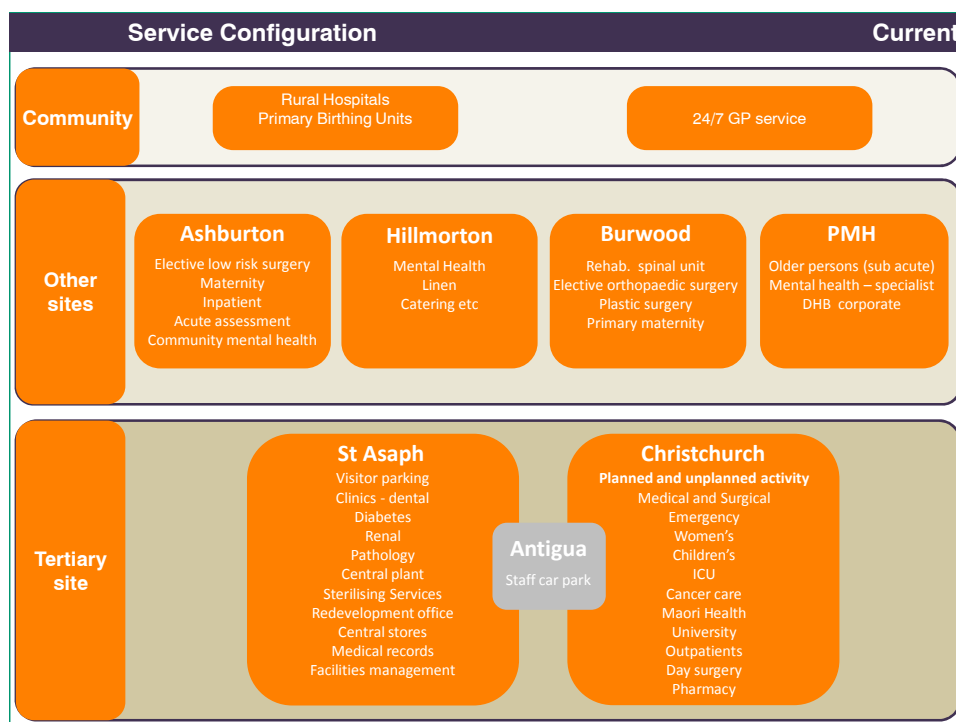 Service Configuration
Current
Community
Rural Hospitals
Primary Birthing Units
24/7 GP service
Other
sites
Ashburton
Elective low risk surgery
Maternity
Inpatient
Acute assessment
Community mental health
Hillmorton
Mental Health
Linen
Catering etc
Burwood
Rehab. spinal unit
Elective orthopaedic surgery
Plastic surgery
Primary maternity
PMH
Older persons (sub acute)
Mental health – specialist
DHB corporate
Tertiary
site
St Asaph
Visitor parking
Clinics - dental
Diabetes
Renal
Pathology
Central plant
Sterilising Services
Redevelopment office
Central stores
Medical records
Facilities management
Antigua
Staff car park
Christchurch
Planned and unplanned activity
Medical and Surgical
Emergency
Women's
Children's
ICU
Cancer care
Maori Health
University
Outpatients
Day surgery
Pharmacy